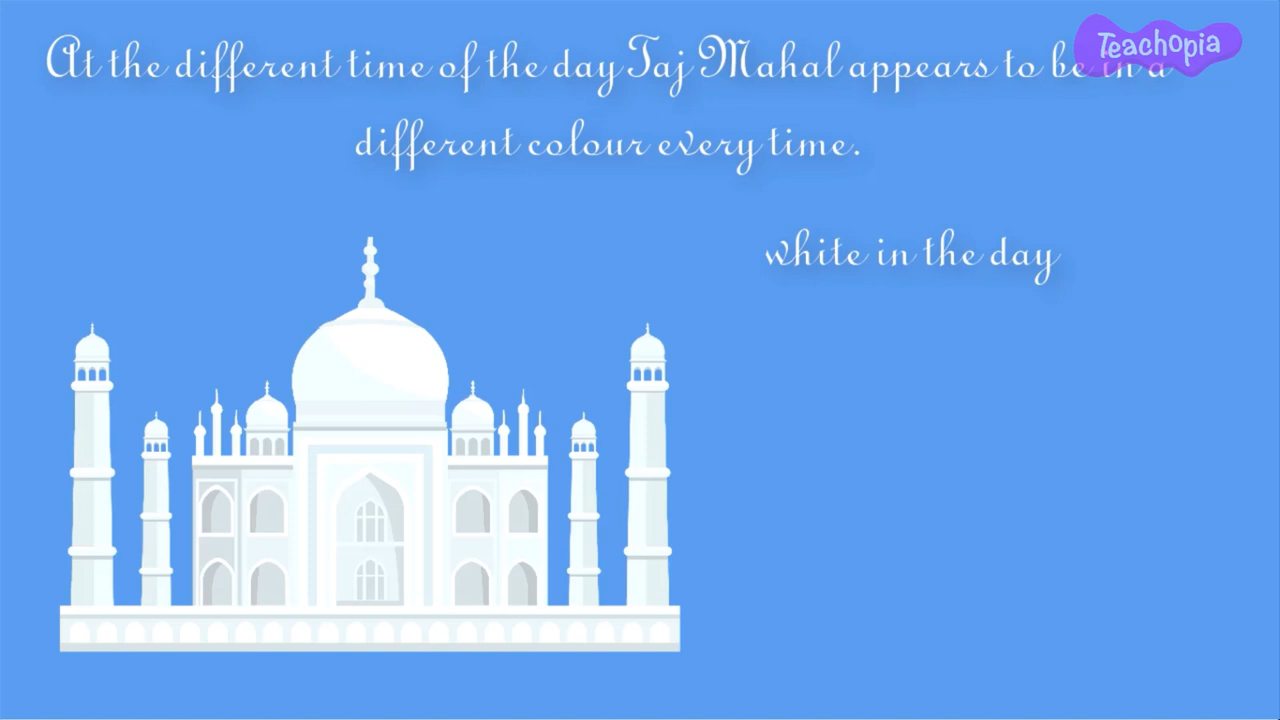 At the different time of the day Taj Mahal appears to be in a
different colour every time.
white in the day
Teachopia